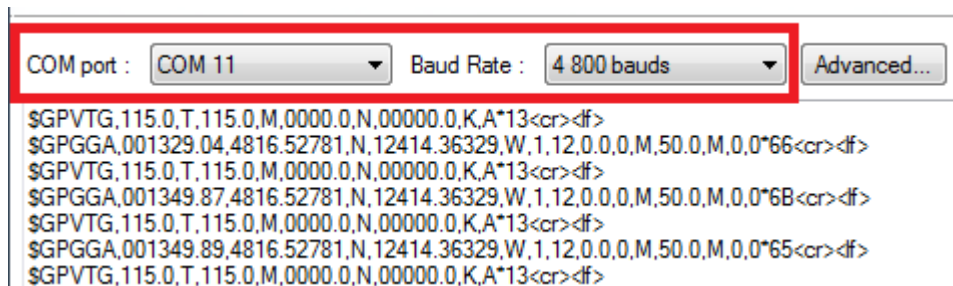 COM port : COM 11 Baud Rate : 4 800 bauds Advanced...
$GPVTG,115.0,T,115.0,M,0000.0,N,00000.0,K,A*13<cr><lf>
$GPGGA,001329.04,4816.52781,N,12414.36329,W,1,12,0.0,0,M,50.0,M,0,0*66<cr><lf>
$GPVTG,115.0,T,115.0,M,0000.0,N,00000.0,K,A*13<cr><lf>
$GPGGA,001349.87,4816.52781,N,12414.36329,W,1,12,0.0,0,M,50.0,M,0,0*6B<cr><lf>
$GPVTG,115.0,T,115.0,M,0000.0,N,00000.0,K,A*13<cr><lf>
$GPGGA,001349.89,4816.52781,N,12414.36329,W,1,12,0.0,0,M,50.0,M,0,0*65<cr><lf>
$GPVTG,115.0,T,115.0,M,0000.0,N,00000.0,K,A*13<cr><lf>